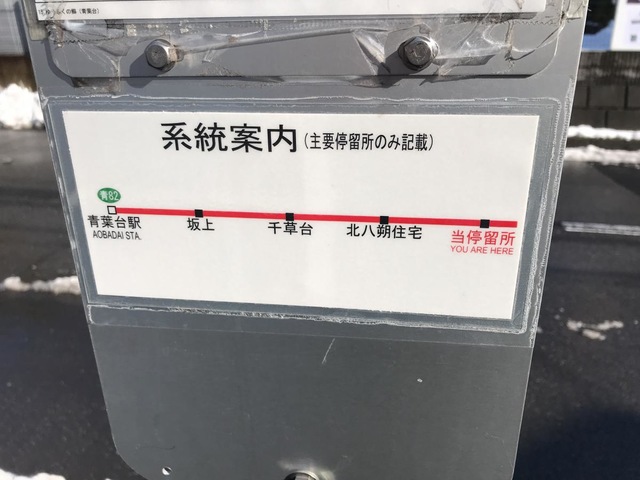 系統案内(主要停留所のみ記載)
青82
青葉台駅
AOBADAI STA.
坂上
千草台
北八朔住宅
当停留所
YOU ARE HERE